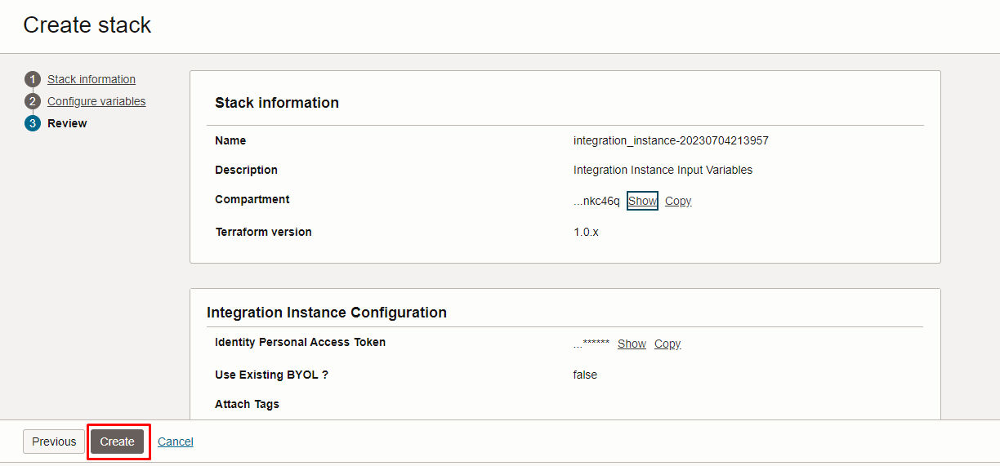 Create stack
1 Stack information
2 Configure variables
3 Review
Stack information
Name integration_instance-20230704213957
Description Integration Instance Input Variables
Compartment ...nkc46q Show Copy
Terraform version 1.0.x
Integration Instance Configuration
Identity Personal Access Token ...****** Show Copy
Use Existing BYOL ? false
Attach Tags
Previous Create Cancel